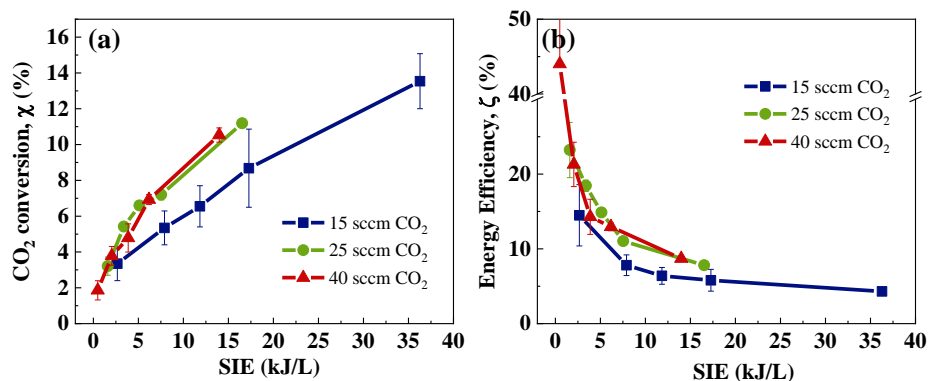 (a)
CO₂ conversion, χ (%)
16
14
12
10
8
6
4
2
0
0 5 10 15 20 25 30 35 40
SIE (kJ/L)
15 sccm CO₂
25 sccm CO₂
40 sccm CO₂
(b)
Energy Efficiency, ζ (%)
50
40
20
10
0
0 5 10 15 20 25 30 35 40
SIE (kJ/L)
15 sccm CO₂
25 sccm CO₂
40 sccm CO₂